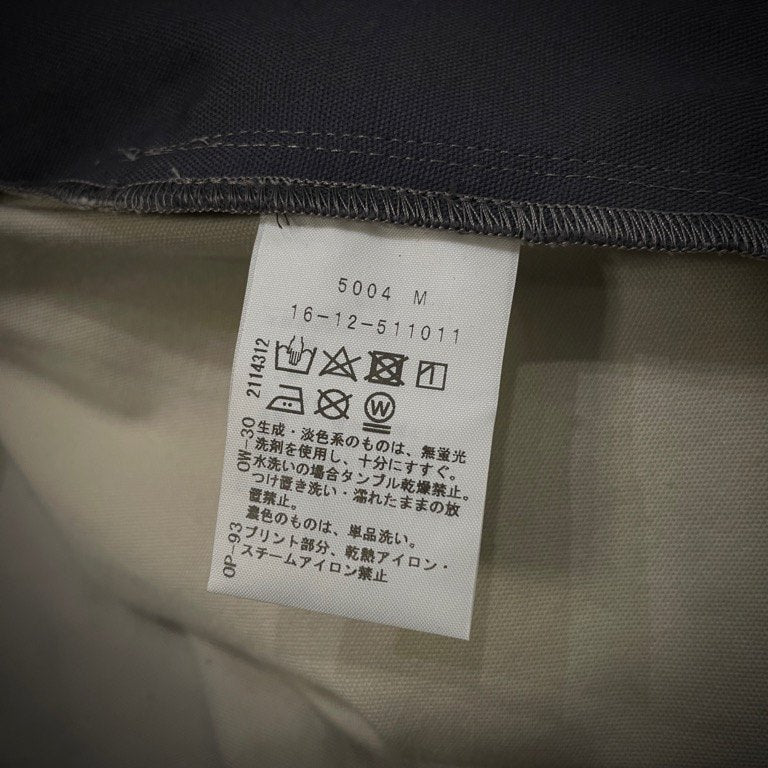 5004 M
16-12-511011
2114312
W
OW-30
生成・淡色系のものは、無蛍光
洗剤を使用し、十分にすすぐ。
水洗いの場合タンブル乾燥禁止。
つけ置き洗い・濡れたままの放
置禁止。
濃色のものは、単品洗い。
OP-93
プリント部分、乾熱アイロン・
スチームアイロン禁止